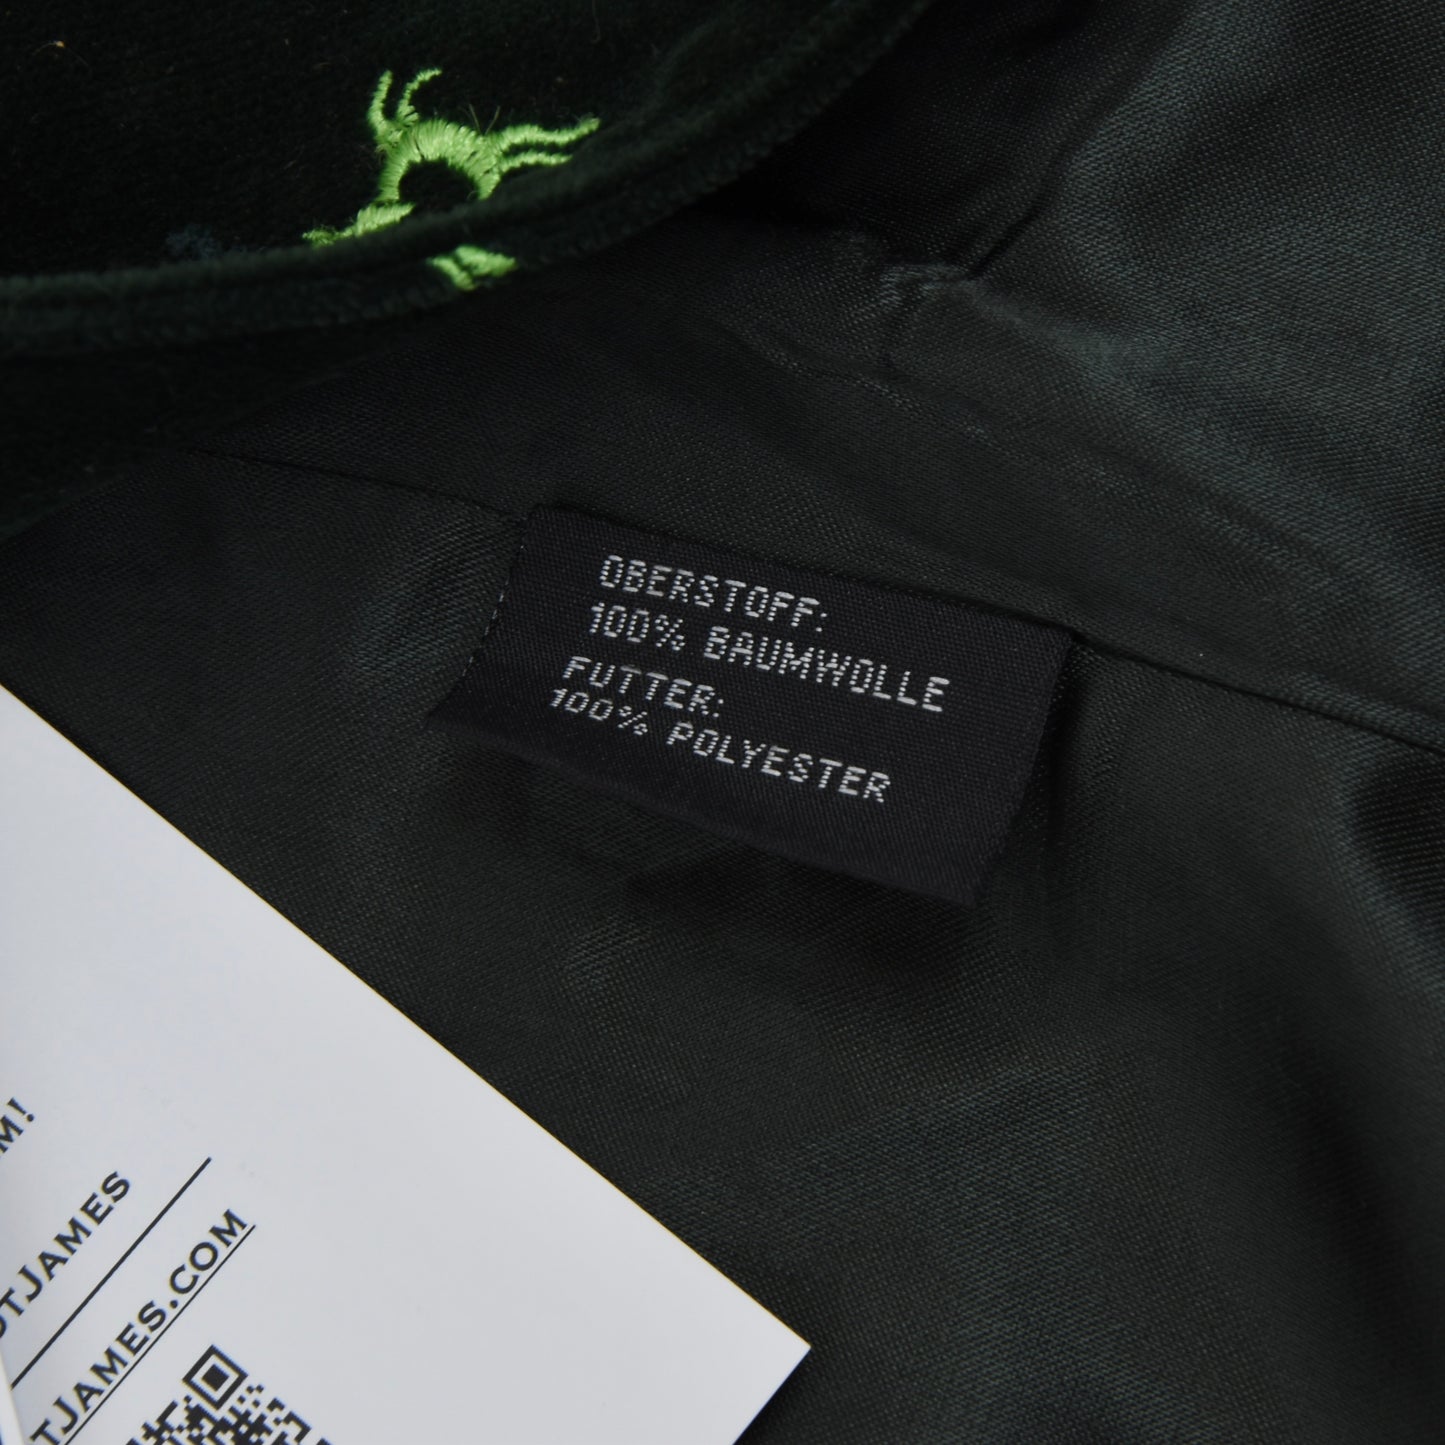 OBERSTOFF:
100% BAUMWOLLE
FUTTER:
100% POLYESTER
M!
TJAMES
TJAMES.COM